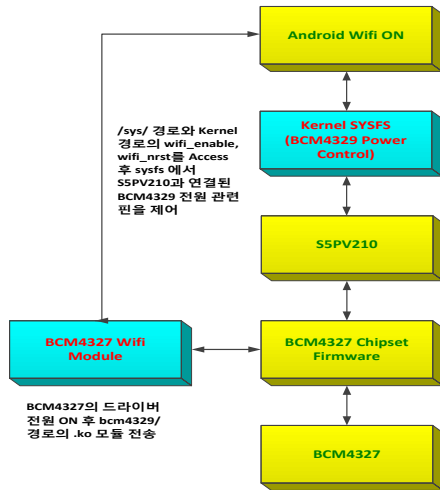 Android Wifi ON
/sys/ 경로와 Kernel
경로의 wifi_enable,
wifi_nrst를 Access
후 sysfs 에서
S5PV210과 연결된
BCM4329 전원 관련
핀을 제어
Kernel SYSFS
(BCM4329 Power
Control)
S5PV210
BCM4327 Wifi
Module
BCM4327 Chipset
Firmware
BCM4327의 드라이버
전원 ON 후 bcm4329/
경로의 .ko 모듈 전송
BCM4327